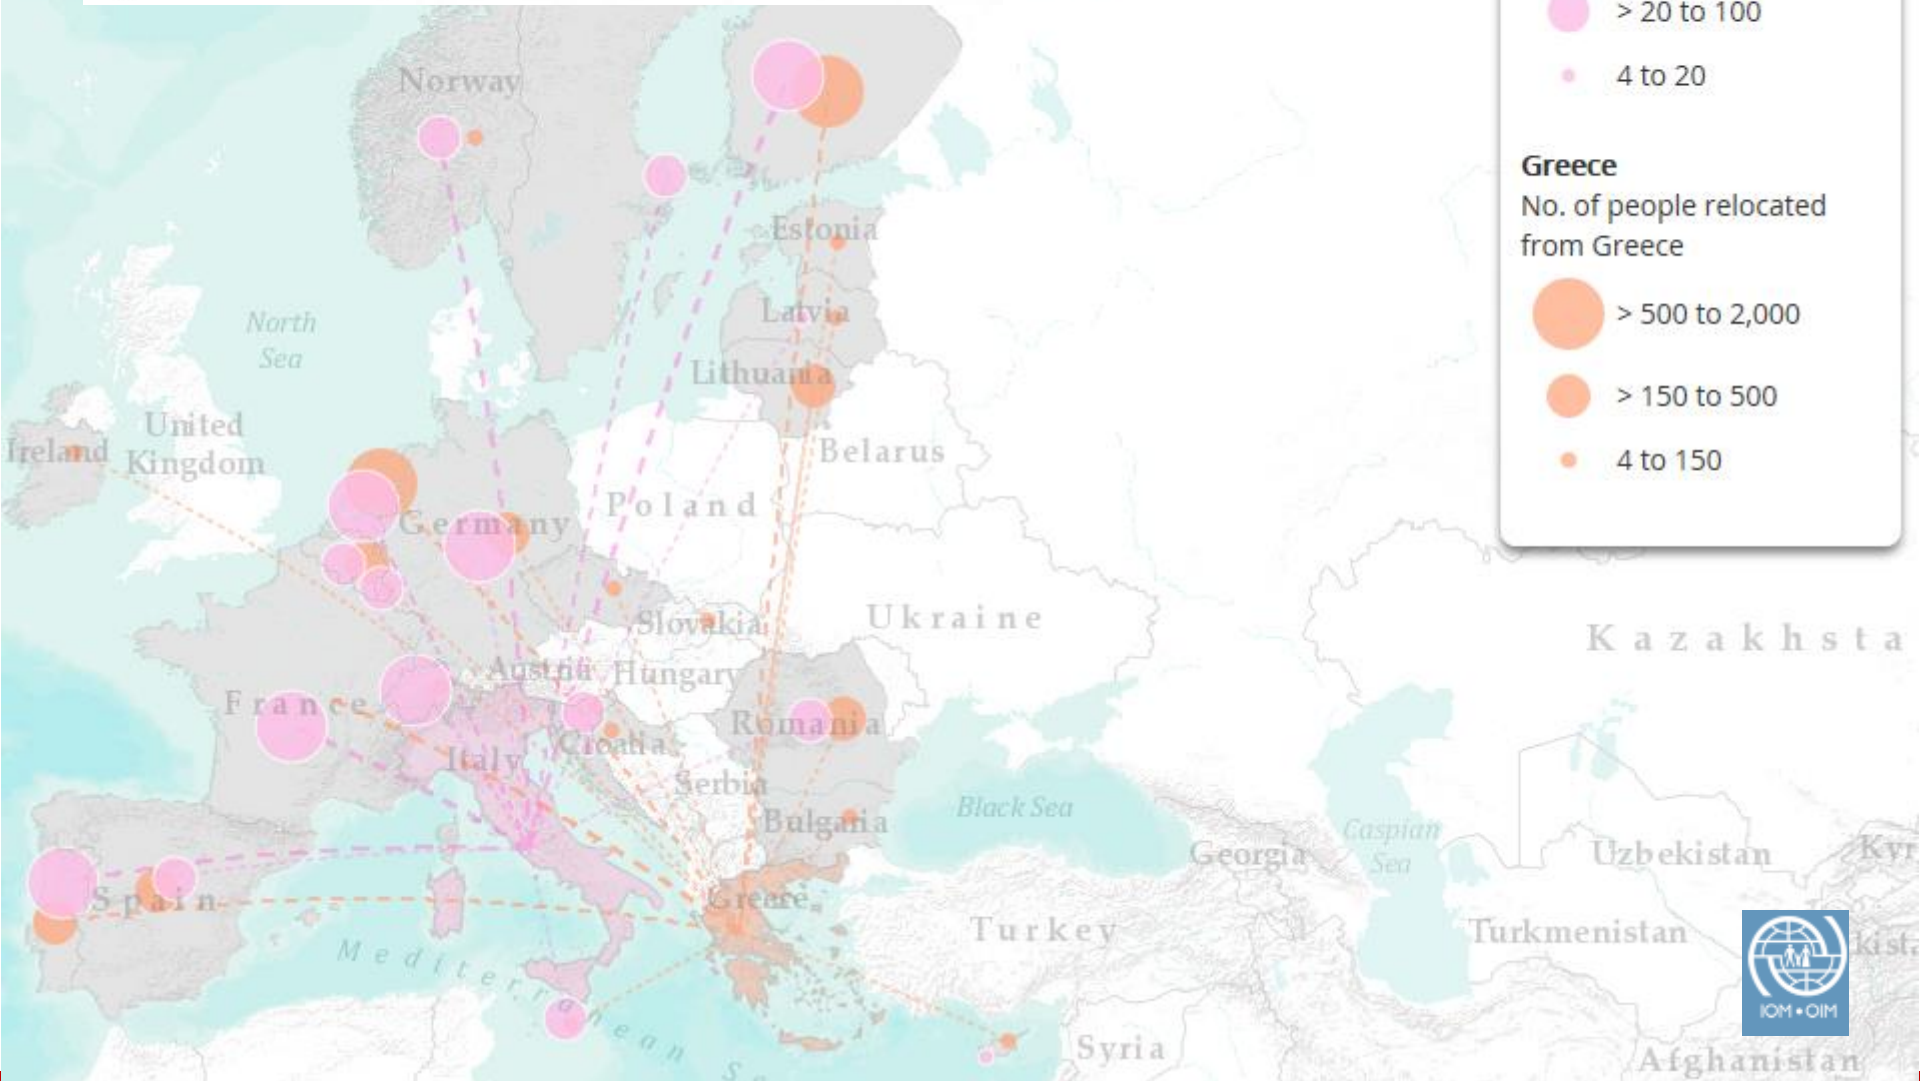 > 20 to 100
4 to 20
Greece
No. of people relocated
from Greece
> 500 to 2,000
> 150 to 500
4 to 150
Norway
Estonia
Latvia
Lithuania
North
Sea
United
Kingdom
Ireland
Belarus
Poland
Germany
Ukraine
Slovakia
Kazakhsta
Austria
Hungary
France
Romania
Croatia
Italy
Serbia
Black Sea
Bulgaria
Caspian
Sea
Georgia
Uzbekistan
Kyr
Spain
Greece
Turkey
Turkmenistan
kista
Mediterranean Se
IOM•OIM
Syria
Afghanistan